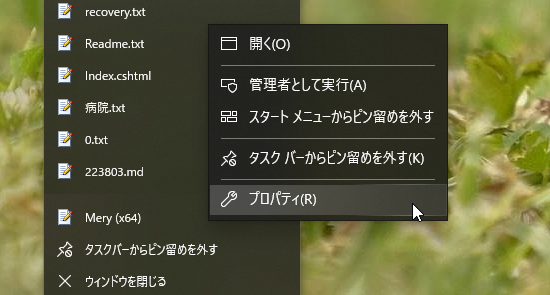 recovery.txt
Readme.txt
Index.cshtml
病院.txt
0.txt
223803.md
Mery (x64)
タスクバーからピン留めを外す
ウィンドウを閉じる
開く(O)
管理者として実行(A)
スタート メニューからピン留めを外す
タスク バーからピン留めを外す(K)
プロパティ(R)